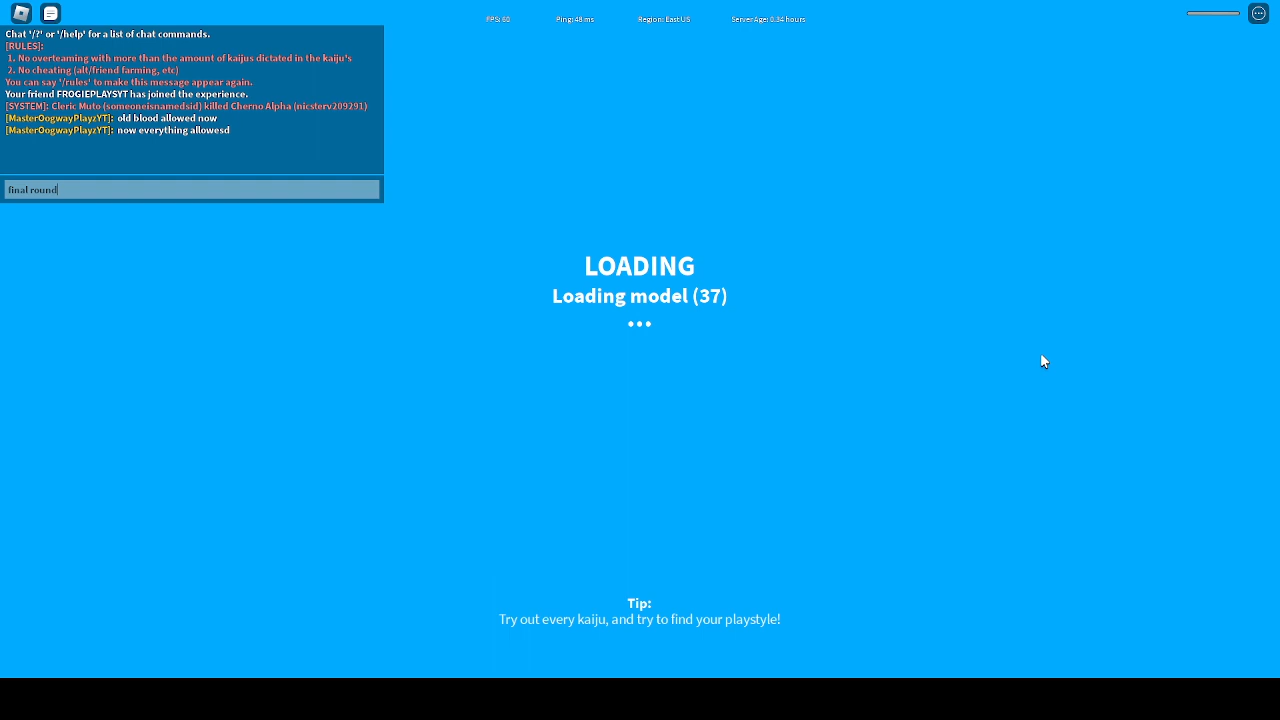 FPS: 60 Ping: 48 ms Region: East US Server Age: 0.34 hours
Chat '/?' or '/help' for a list of chat commands.
[RULES]:
1. No overteaming with more than the amount of kaijus dictated in the kaiju's
2. No cheating (alt/friend farming, etc)
You can say '/rules' to make this message appear again.
Your friend FROGIEPLAYSYT has joined the experience.
[SYSTEM]: Cleric Muto (someoneisnamedsid) killed Cherno Alpha (nicsterv209291)
[MasterOogwayPlayzYT]: old blood allowed now
[MasterOogwayPlayzYT]: now everything allowesd
final round
LOADING
Loading model (37)
Tip:
Try out every kaiju, and try to find your playstyle!